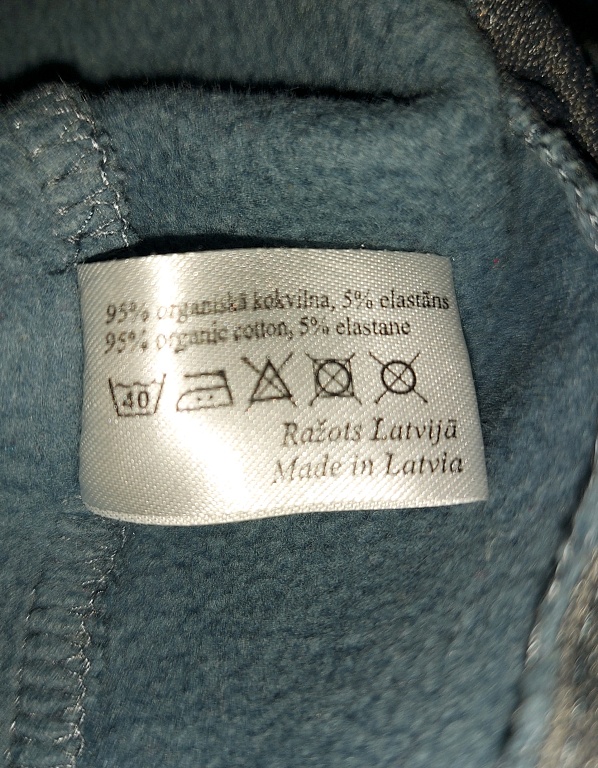 95% organiskā kokvilna, 5% elastāns
95% organic cotton, 5% elastane
40
Ražots Latvijā
Made in Latvia